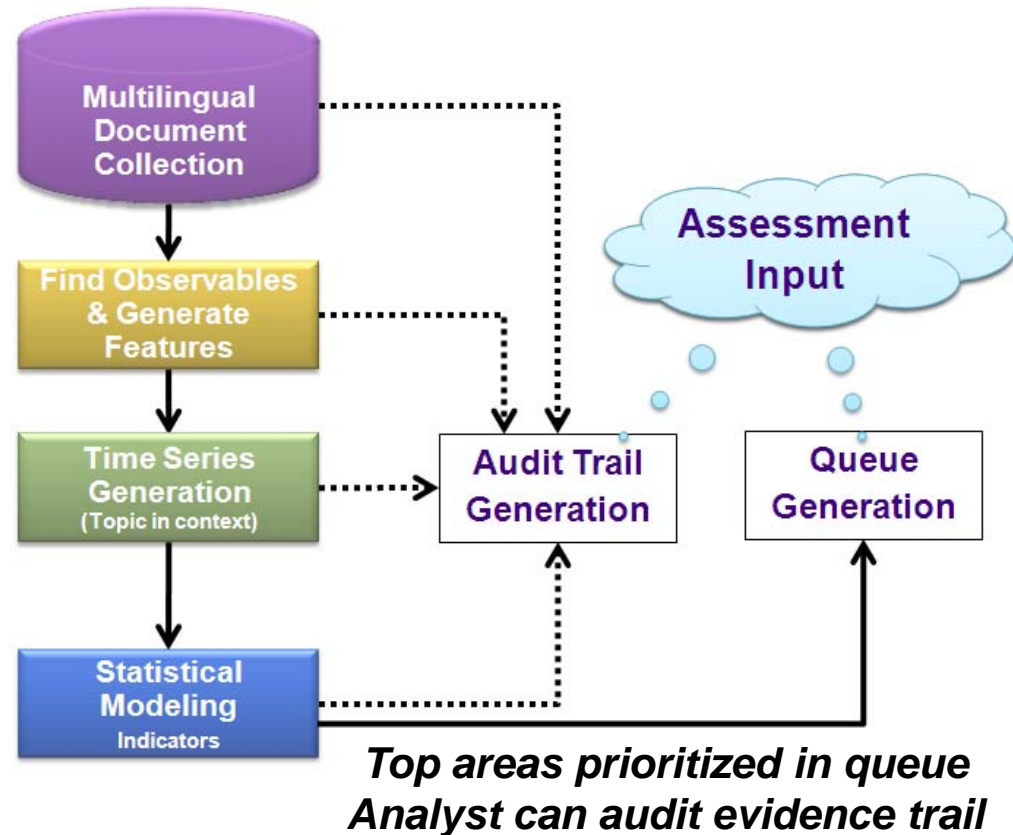 Multilingual
Document
Collection
Assessment
Input
Find Observables
& Generate
Features
Time Series
Generation
(Topic in context)
Audit Trail
Generation
Queue
Generation
Statistical
Modeling
Indicators
Top areas prioritized in queue
Analyst can audit evidence trail